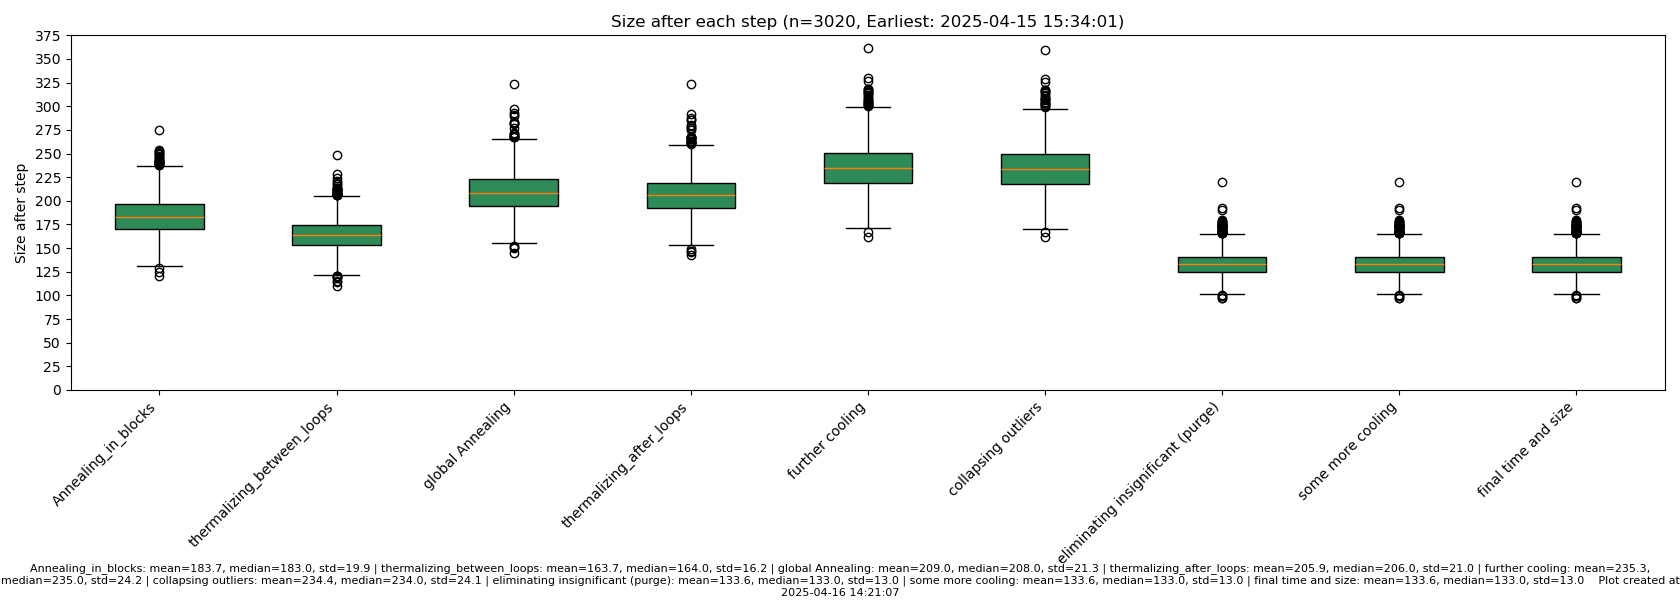 Size after each step (n=3020, Earliest: 2025-04-15 15:34:01)
375
350
325
300
275
250
225
200
175
150
125
100
75
50
25
0
Size after step
Annealing_in_blocks
thermalizing_between_loops
global Annealing
thermalizing_after_loops
further cooling
collapsing outliers
eliminating insignificant (purge)
some more cooling
final time and size
Annealing_in_blocks: mean=183.7, median=183.0, std=19.9 | thermalizing_between_loops: mean=163.7, median=164.0, std=16.2 | global Annealing: mean=209.0, median=208.0, std=21.3 | thermalizing_after_loops: mean=205.9, median=206.0, std=21.0 | further cooling: mean=235.3,
median=235.0, std=24.2 | collapsing outliers: mean=234.4, median=234.0, std=24.1 | eliminating insignificant (purge): mean=133.6, median=133.0, std=13.0 | some more cooling: mean=133.6, median=133.0, std=13.0 | final time and size: mean=133.6, median=133.0, std=13.0 Plot created at
2025-04-16 14:21:07